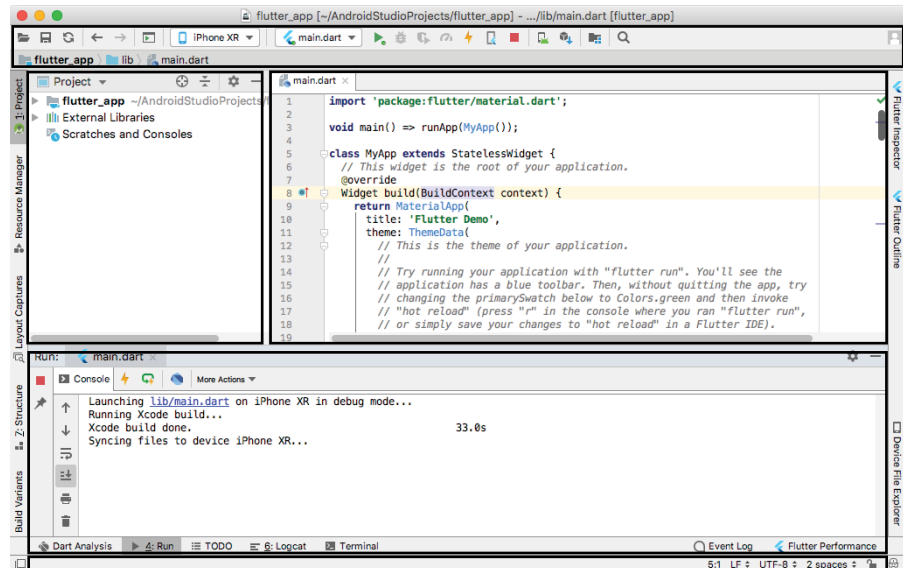 flutter_app [~/AndroidStudioProjects/flutter_app] - .../lib/main.dart [flutter_app]
iPhone XR main.dart
flutter_app lib main.dart
1: Project
Resource Manager
Layout Captures
7: Structure
Build Variants
Project
flutter_app ~/AndroidStudioProjects/f
External Libraries
Scratches and Consoles
main.dart
1 import 'package:flutter/material.dart';
2
3 void main() => runApp(MyApp());
4
5 class MyApp extends StatelessWidget {
6 // This widget is the root of your application.
7 @override
8 Widget build(BuildContext context) {
9 return MaterialApp(
10 title: 'Flutter Demo',
11 theme: ThemeData(
12 // This is the theme of your application.
13 //
14 // Try running your application with "flutter run". You'll see the
15 // application has a blue toolbar. Then, without quitting the app, try
16 // changing the primarySwatch below to Colors.green and then invoke
17 // "hot reload" (press "r" in the console where you ran "flutter run",
18 // or simply save your changes to "hot reload" in a Flutter IDE).
19
Flutter Inspector
Flutter Outline
Device File Explorer
Run: main.dart
Console More Actions
Launching lib/main.dart on iPhone XR in debug mode...
Running Xcode build...
Xcode build done. 33.0s
Syncing files to device iPhone XR...
Dart Analysis 4: Run TODO 6: Logcat Terminal Event Log Flutter Performance
5:1 LF UTF-8 2 spaces